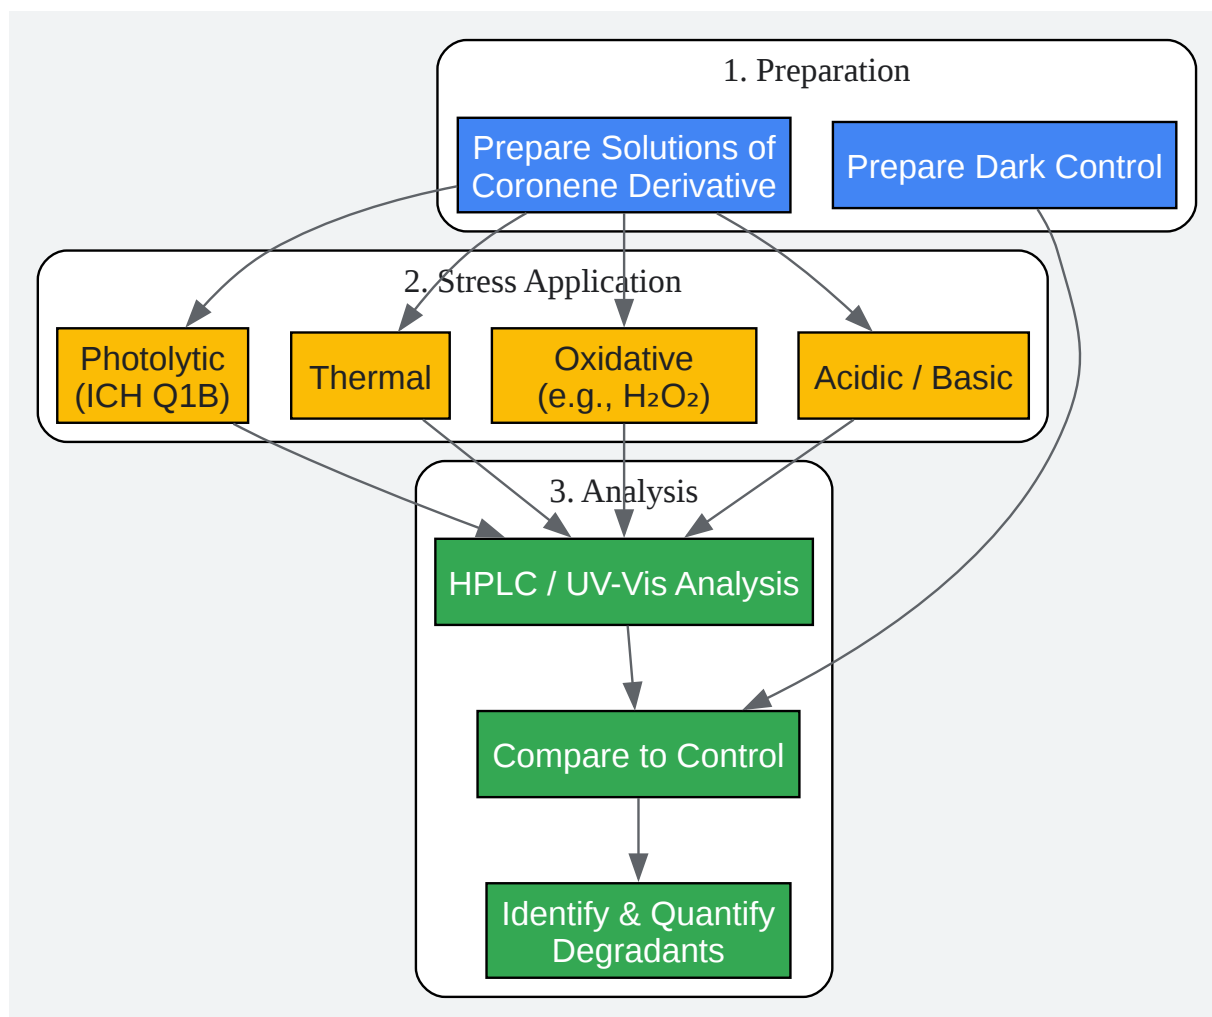 1. Preparation
Prepare Solutions of
Coronene Derivative
Prepare Dark Control
2. Stress Application
Photolytic
(ICH Q1B)
Thermal
Oxidative
(e.g., H₂O₂)
Acidic / Basic
3. Analysis
HPLC / UV-Vis Analysis
Compare to Control
Identify & Quantify
Degradants